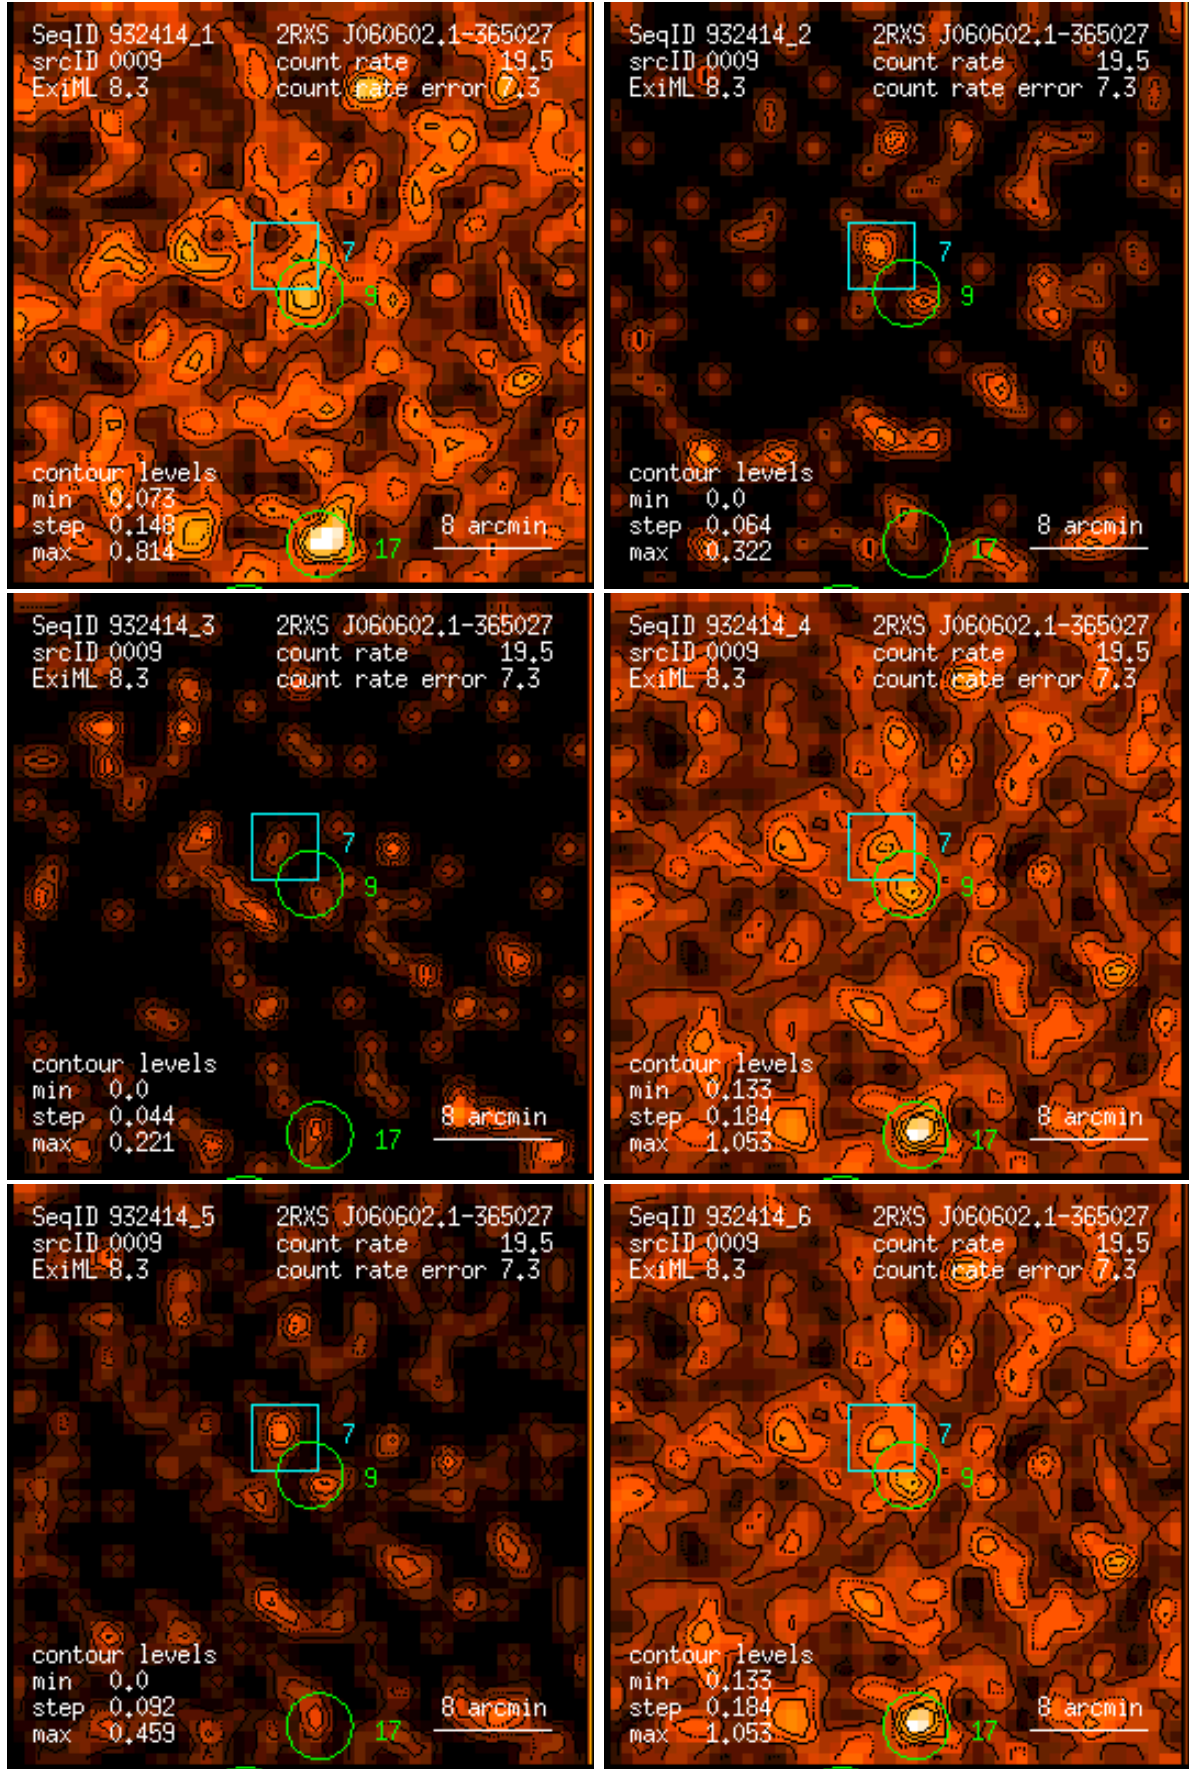 SeqID 932414_1 2RXS J060602.1-365027
srcID 0009 count rate 19.5
ExiML 8.3 count rate error 7.3
7
9
contour levels
min 0.073
step 0.148 8 arcmin
max 0.814 17
SeqID 932414_2 2RXS J060602.1-365027
srcID 0009 count rate 19.5
ExiML 8.3 count rate error 7.3
7
9
contour levels
min 0.0
step 0.064 8 arcmin
max 0.322 17
SeqID 932414_3 2RXS J060602.1-365027
srcID 0009 count rate 19.5
ExiML 8.3 count rate error 7.3
7
9
contour levels
min 0.0
step 0.044 8 arcmin
max 0.221 17
SeqID 932414_4 2RXS J060602.1-365027
srcID 0009 count rate 19.5
ExiML 8.3 count rate error 7.3
7
9
contour levels
min 0.133
step 0.184 8 arcmin
max 1.053 17
SeqID 932414_5 2RXS J060602.1-365027
srcID 0009 count rate 19.5
ExiML 8.3 count rate error 7.3
7
9
contour levels
min 0.0
step 0.092 8 arcmin
max 0.459 17
SeqID 932414_6 2RXS J060602.1-365027
srcID 0009 count rate 19.5
ExiML 8.3 count rate error 7.3
7
9
contour levels
min 0.133
step 0.184 8 arcmin
max 1.053 17